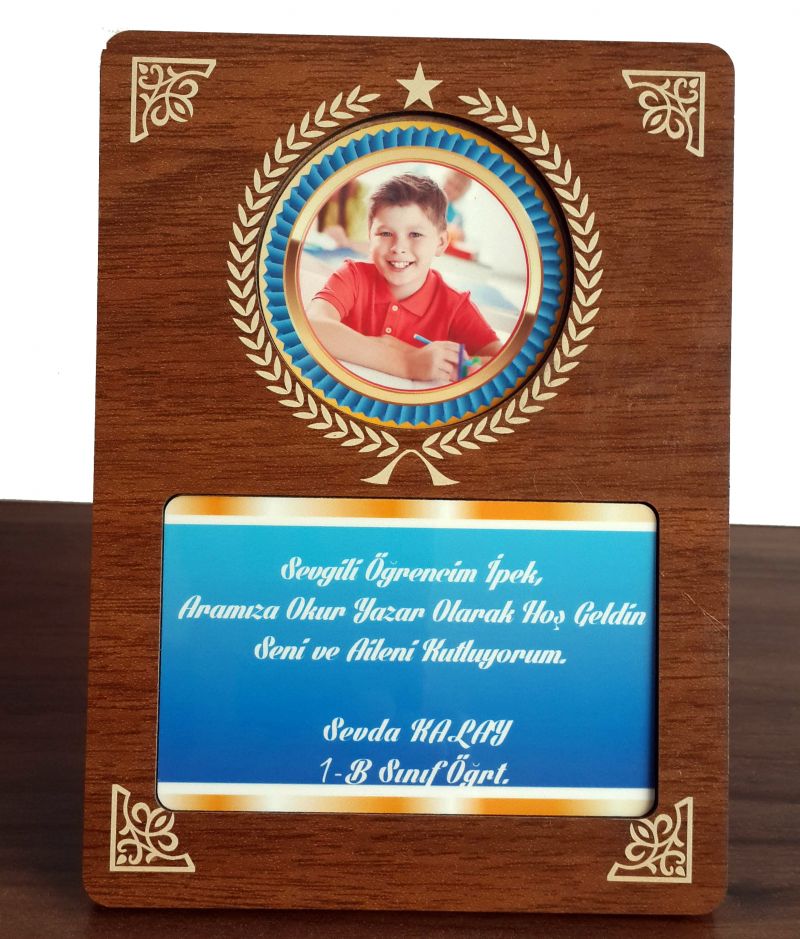 Sevgili Öğrencim İpek,
Aramıza Okur Yazar Olarak Hoş Geldin
Seni ve Aileni Kutluyorum.
Sevda KALAY
1-B Sınıf Öğrt.